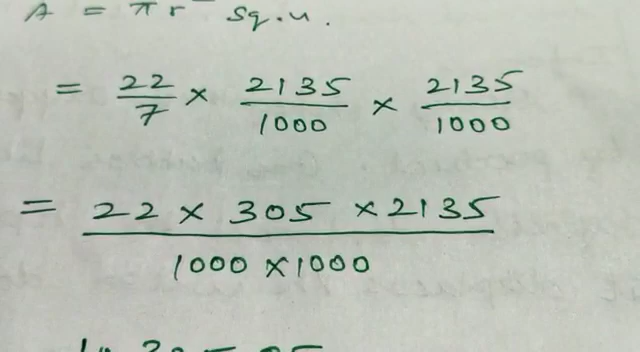 A = πr² sq.u.
= 22/7 × 2135/1000 × 2135/1000
= 22 × 305 × 2135 / 1000 × 1000